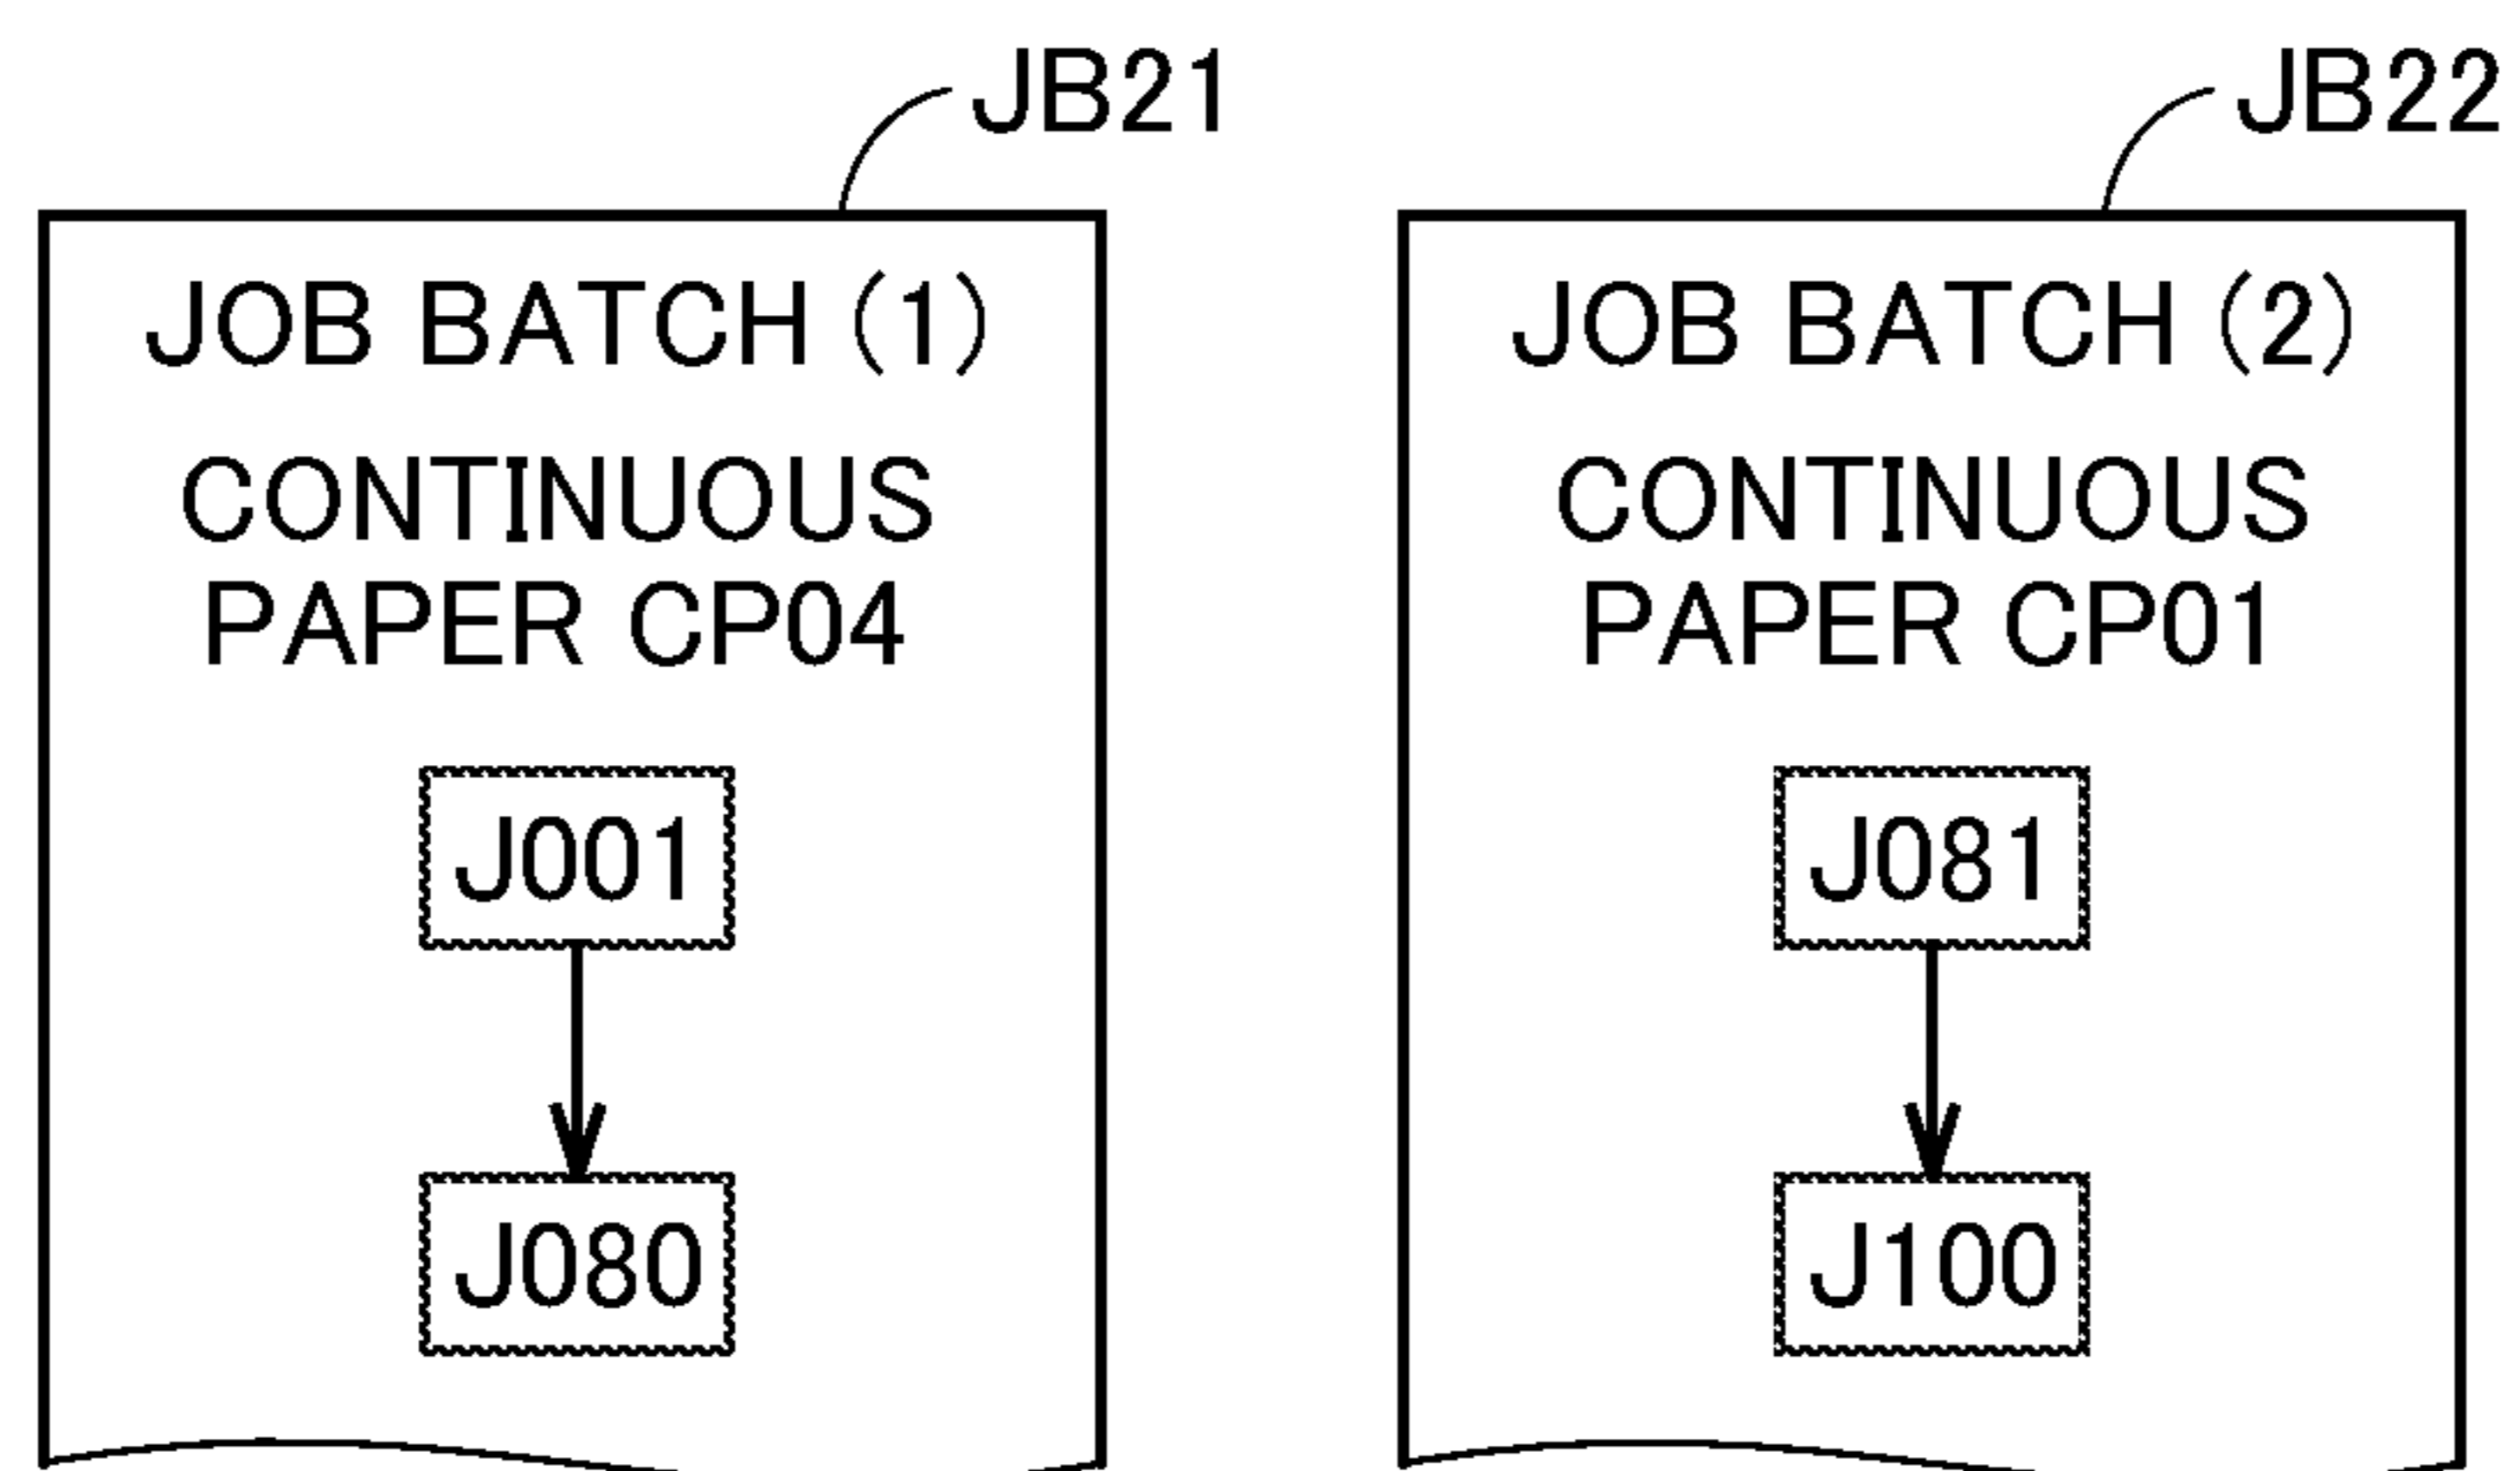 JB21
JOB BATCH (1)
CONTINUOUS
PAPER CP04
J001
J080
JB22
JOB BATCH (2)
CONTINUOUS
PAPER CP01
J081
J100